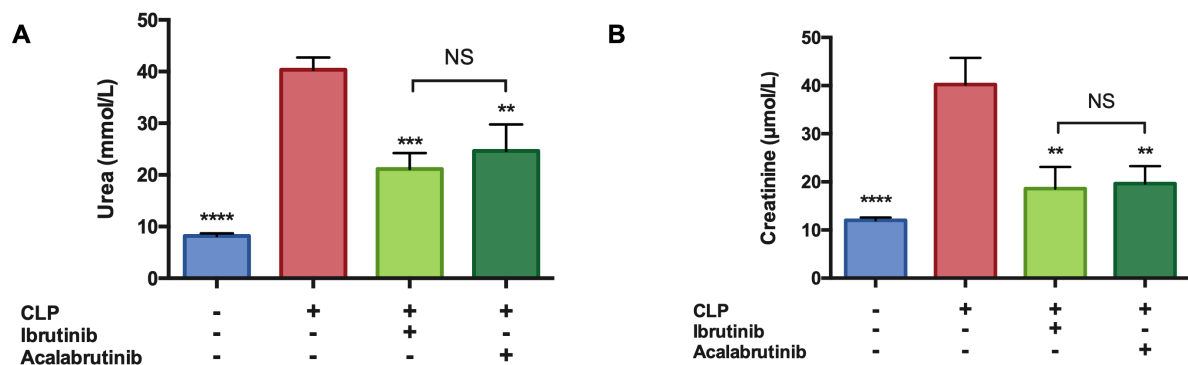 A
50
40
30
20
10
0
Urea (mmol/L)
****
***
**
NS
CLP - + + +
Ibrutinib - - + -
Acalabrutinib - - - +
B
50
40
30
20
10
0
Creatinine (µmol/L)
****
**
**
NS
CLP - + + +
Ibrutinib - - + -
Acalabrutinib - - - +